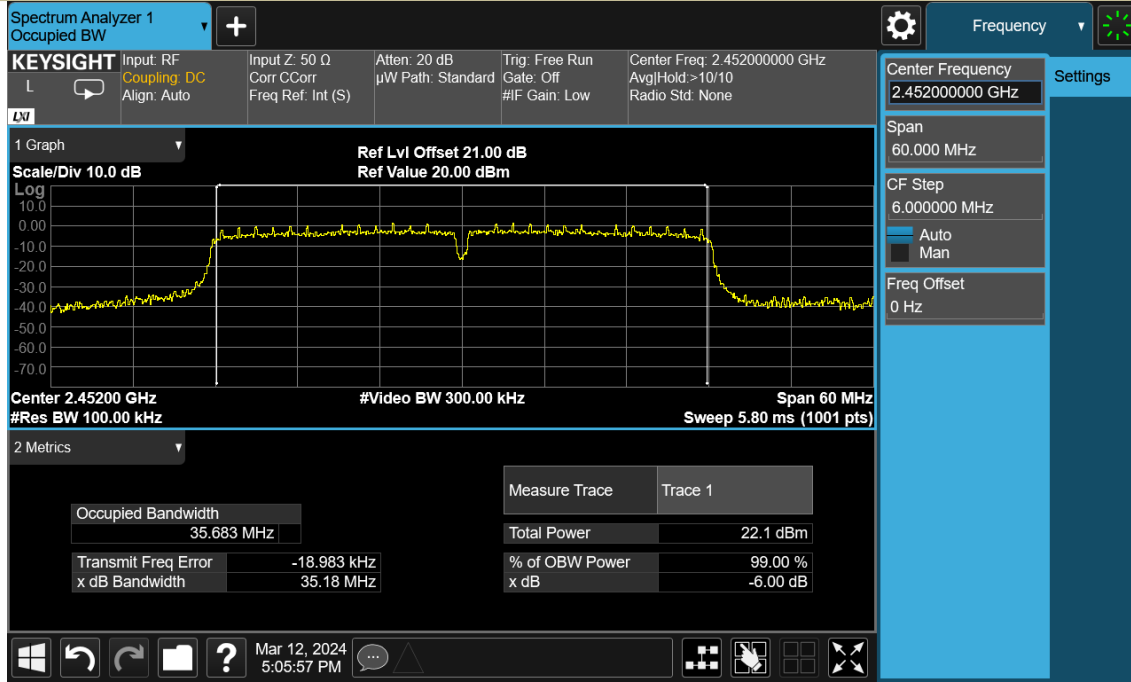 Spectrum Analyzer 1
Occupied BW
+
Frequency
KEYSIGHT
L
LXI
Input: RF
Coupling: DC
Align: Auto
Input Z: 50 Ω
Corr CCorr
Freq Ref: Int (S)
Atten: 20 dB
µW Path: Standard
Trig: Free Run
Gate: Off
#IF Gain: Low
Center Freq: 2.452000000 GHz
Avg|Hold:>10/10
Radio Std: None
Center Frequency
2.452000000 GHz
Settings
Span
60.000 MHz
CF Step
6.000000 MHz
Auto
Man
Freq Offset
0 Hz
1 Graph
Scale/Div 10.0 dB
Ref Lvl Offset 21.00 dB
Ref Value 20.00 dBm
Log
10.0
0.00
-10.0
-20.0
-30.0
-40.0
-50.0
-60.0
-70.0
Center 2.45200 GHz
#Video BW 300.00 kHz
Span 60 MHz
#Res BW 100.00 kHz
Sweep 5.80 ms (1001 pts)
2 Metrics
Measure Trace Trace 1
Occupied Bandwidth
35.683 MHz
Total Power 22.1 dBm
Transmit Freq Error -18.983 kHz
% of OBW Power 99.00 %
x dB Bandwidth 35.18 MHz
x dB -6.00 dB
?
Mar 12, 2024
5:05:57 PM